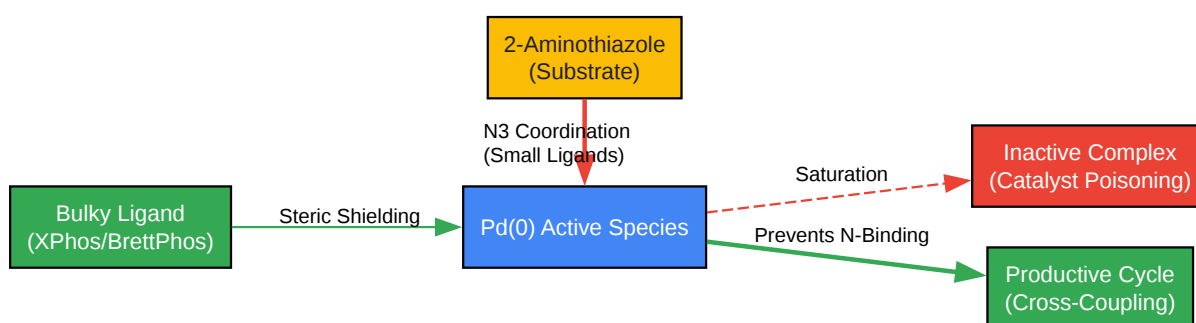 2-Aminothiazole
(Substrate)
N3 Coordination
(Small Ligands)
Inactive Complex
(Catalyst Poisoning)
Saturation
Bulky Ligand
(XPhos/BrettPhos)
Steric Shielding
Pd(0) Active Species
Prevents N-Binding
Productive Cycle
(Cross-Coupling)